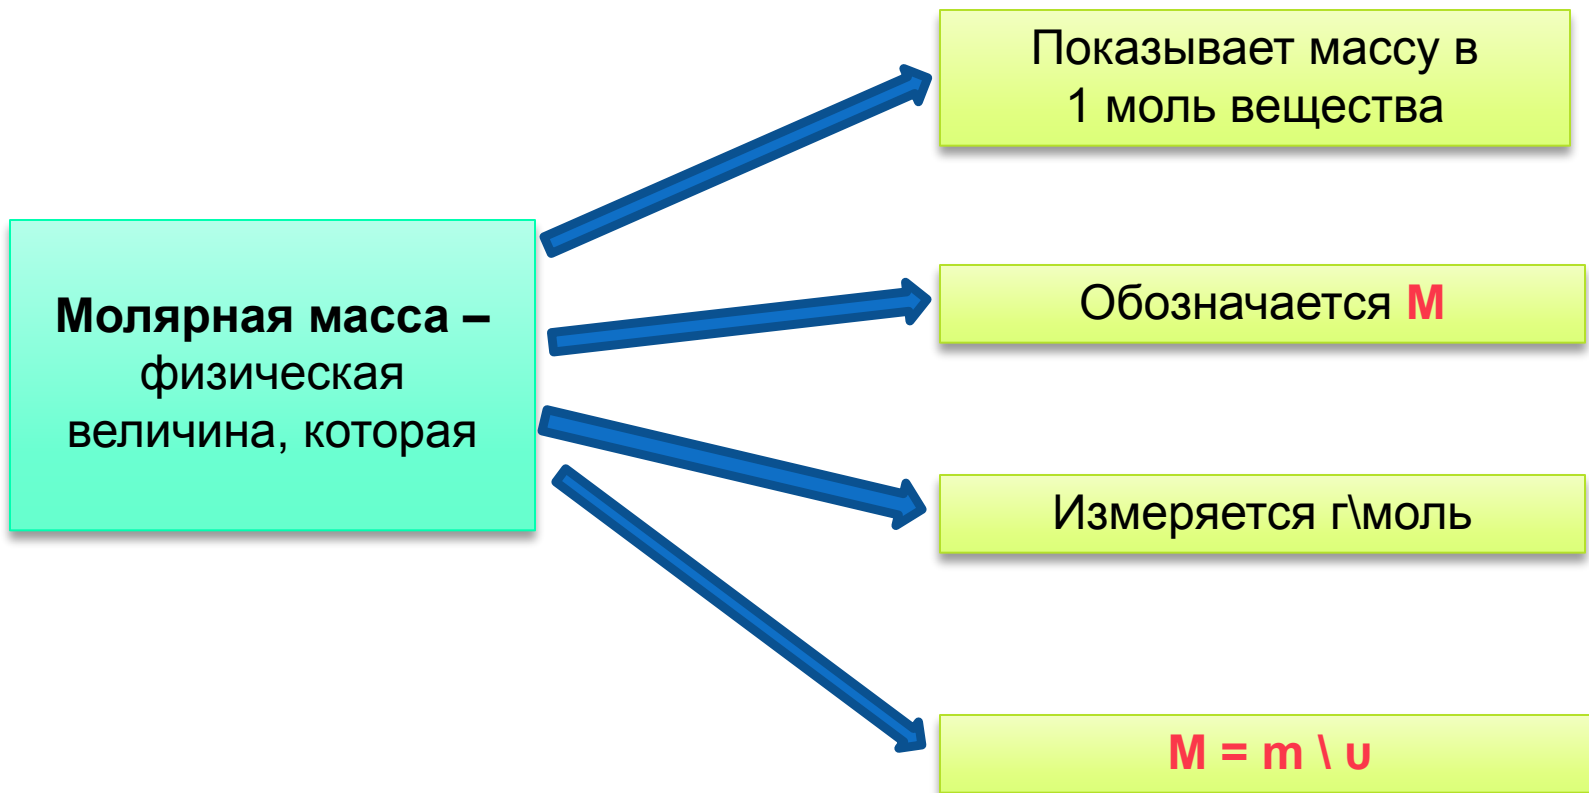 Показывает массу в
1 моль вещества
Молярная масса –
физическая
величина, которая
Обозначается М
Измеряется г\моль
M = m \ υ